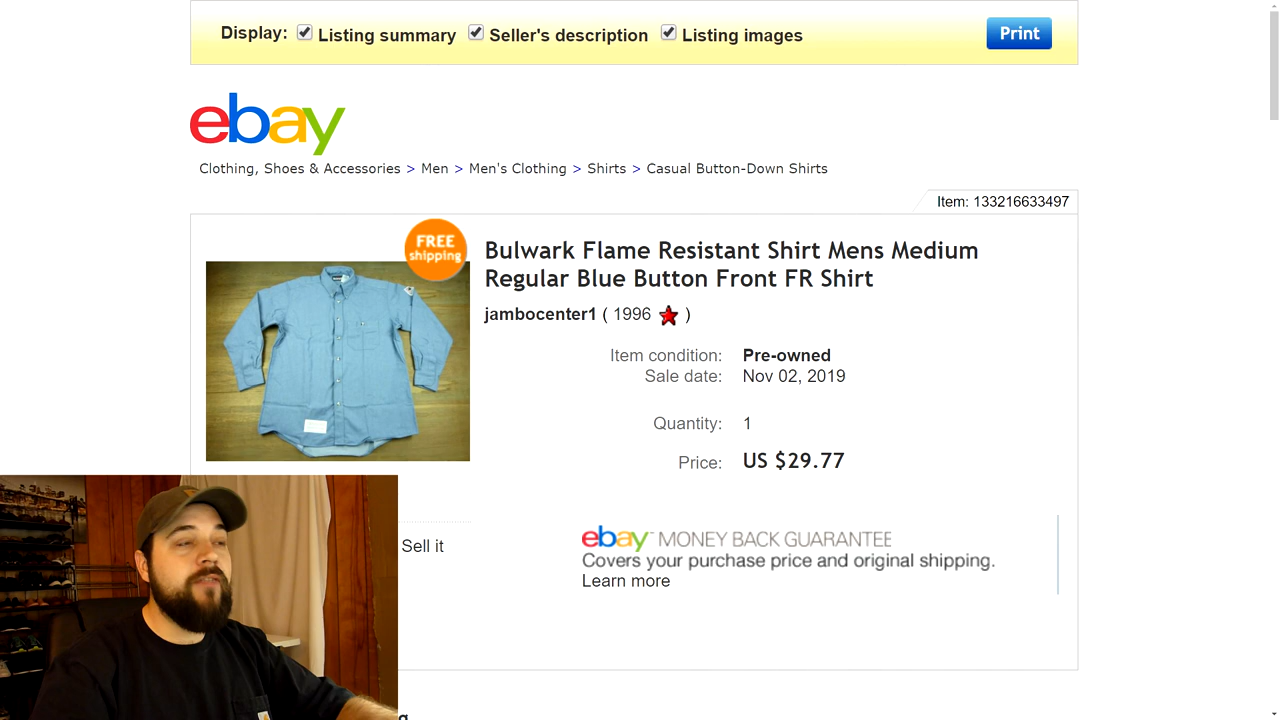 Display: Listing summary Seller's description Listing images Print
ebay
Clothing, Shoes & Accessories > Men > Men's Clothing > Shirts > Casual Button-Down Shirts
Item: 133216633497
FREE
shipping
Bulwark Flame Resistant Shirt Mens Medium
Regular Blue Button Front FR Shirt
jambocenter1 ( 1996 )
Item condition: Pre-owned
Sale date: Nov 02, 2019
Quantity: 1
Price: US $29.77
Sell it
ebay™ MONEY BACK GUARANTEE
Covers your purchase price and original shipping.
Learn more